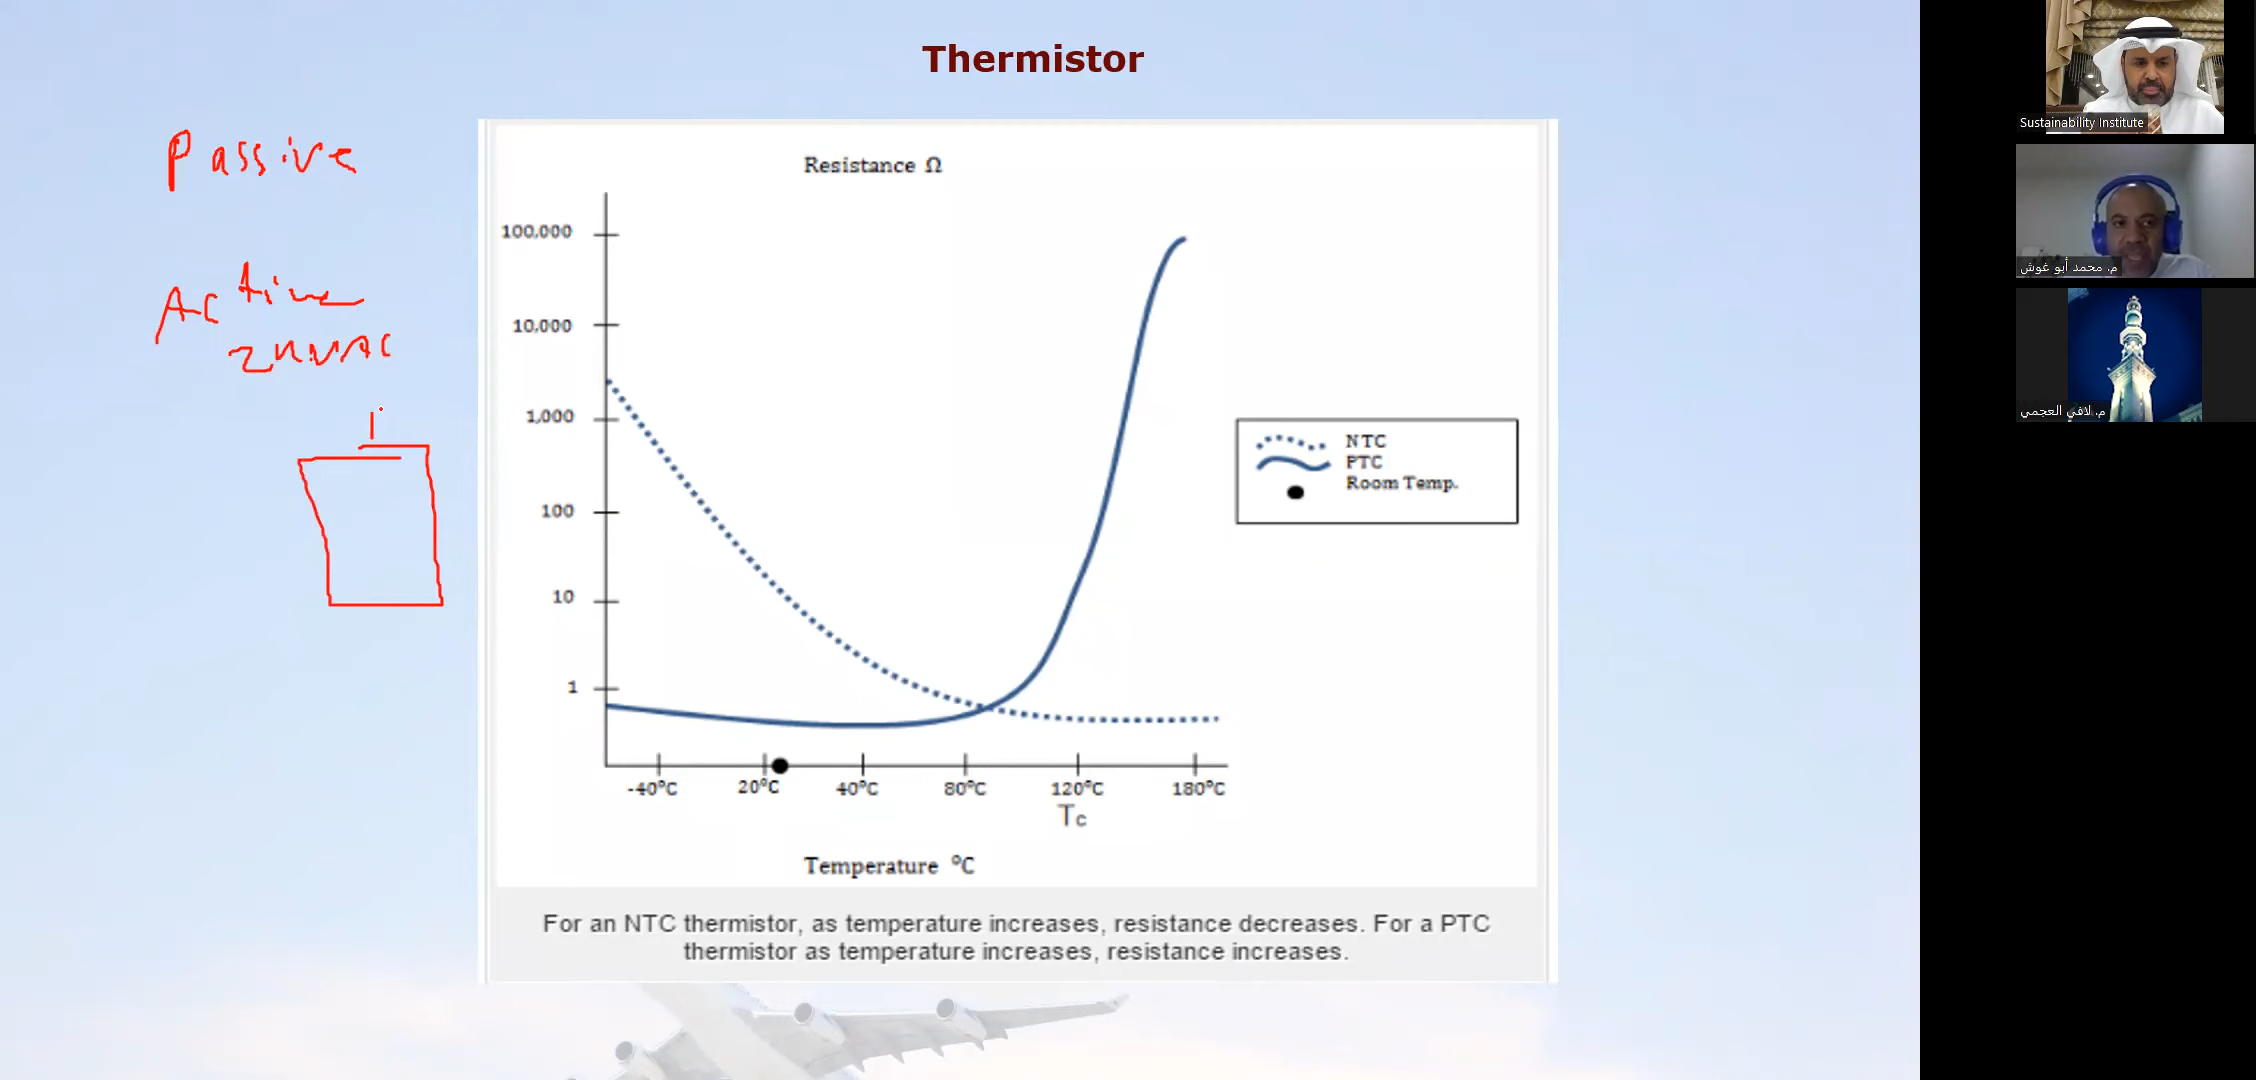 Thermistor
Passive
Active
24VAC
Resistance Ω
100,000
10,000
1,000
100
10
1
-40°C 20°C 40°C 80°C 120°C 180°C
Tc
Temperature °C
NTC
PTC
Room Temp.
For an NTC thermistor, as temperature increases, resistance decreases. For a PTC
thermistor as temperature increases, resistance increases.
Sustainability Institute
م. محمد أبو غوش
م. لافي العجمي